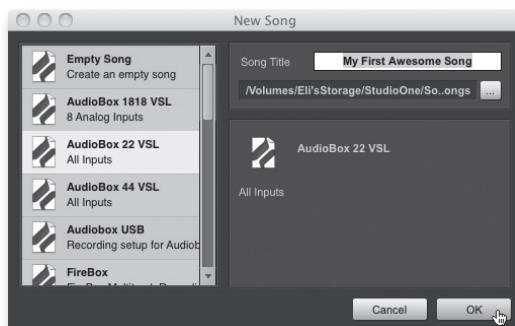 New Song
Empty Song
Create an empty song
AudioBox 1818 VSL
8 Analog Inputs
AudioBox 22 VSL
All Inputs
AudioBox 44 VSL
All Inputs
Audiobox USB
Recording setup for Audiob
FireBox
Song Title
My First Awesome Song
/Volumes/Eli'sStorage/StudioOne/So..ongs
...
AudioBox 22 VSL
All Inputs
Cancel
OK